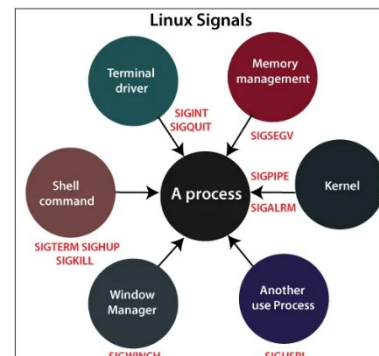 Linux Signals
Terminal
driver
Memory
management
SIGINT
SIGQUIT
SIGSEGV
Shell
command
A process
SIGPIPE
SIGALRM
Kernel
SIGTERM SIGHUP
SIGKILL
Window
Manager
Another
use Process
SIGWINCH